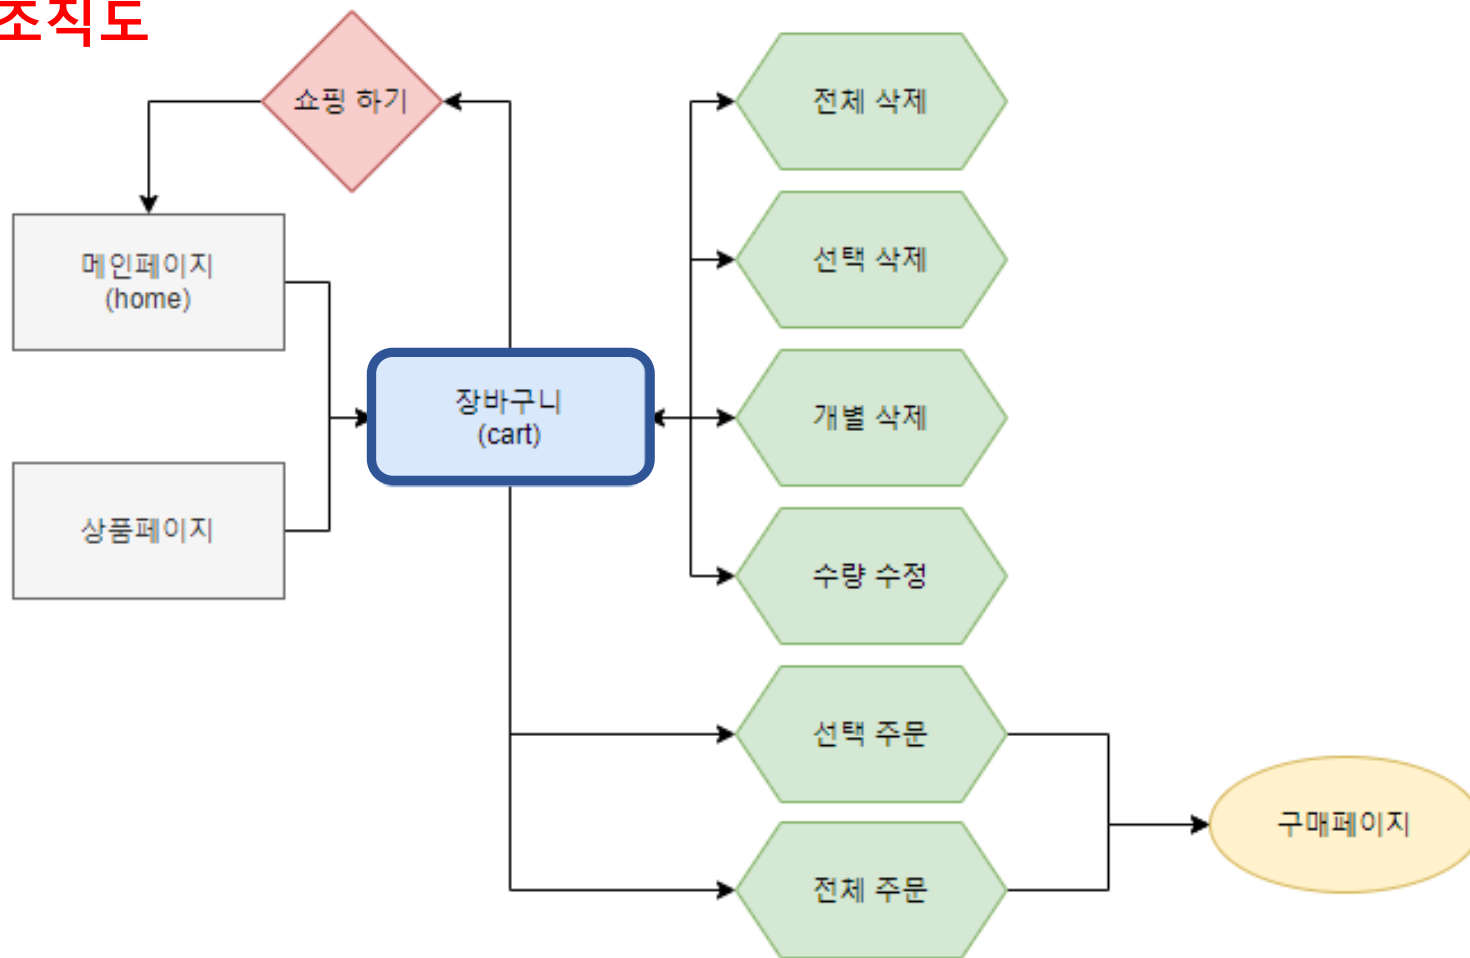 조직도
쇼핑 하기
전체 삭제
메인페이지
(home)
선택 삭제
장바구니
(cart)
개별 삭제
상품페이지
수량 수정
선택 주문
구매페이지
전체 주문